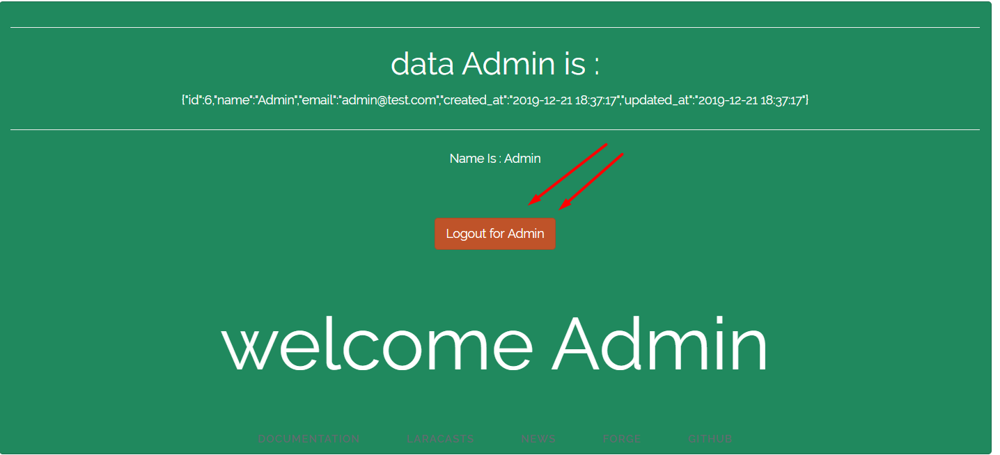 data Admin is :
{"id":6,"name":"Admin","email":"admin@test.com","created_at":"2019-12-21 18:37:17","updated_at":"2019-12-21 18:37:17"}
Name Is : Admin
Logout for Admin
welcome Admin
DOCUMENTATION LARACASTS NEWS FORGE GITHUB